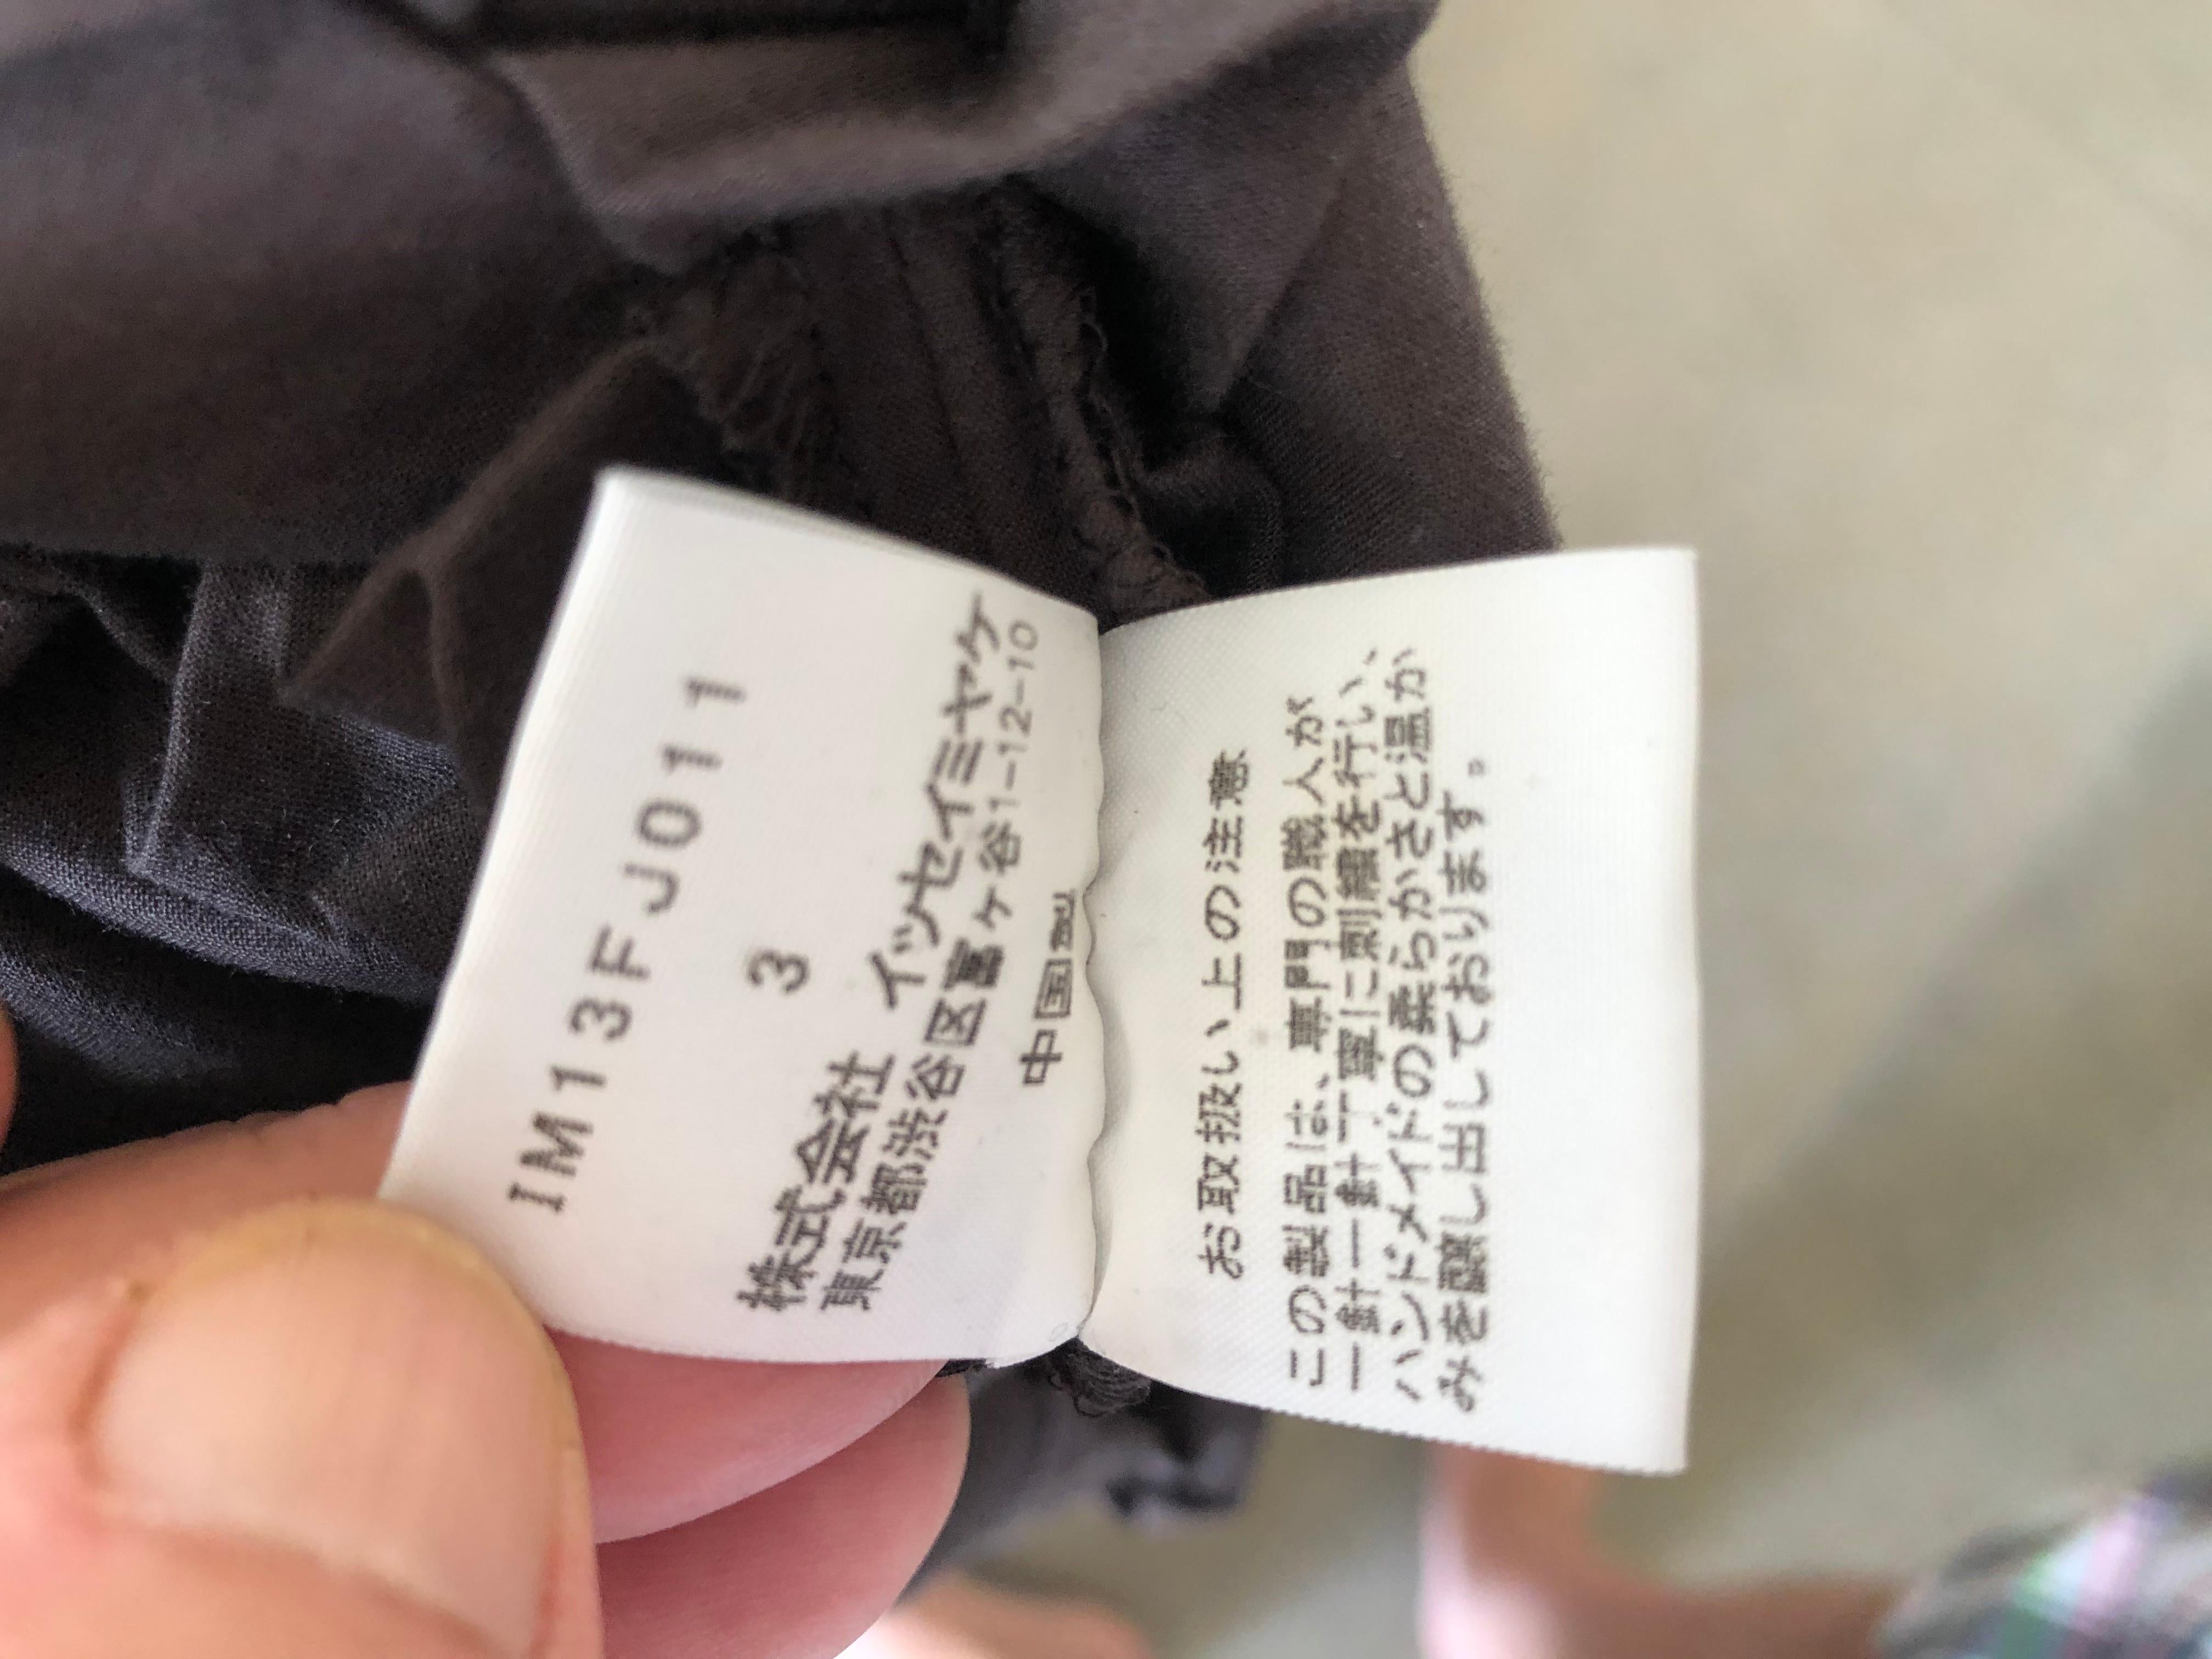 IM13FJ011
3
株式会社 イッセイミヤケ
東京都渋谷区富ヶ谷1-12-10
中国製
お取扱い上の注意
この製品は、専門の職人が
一針一針丁寧に刺繍を行い、
ハンドメイドの柔らかさと温か
みを醸し出しております。